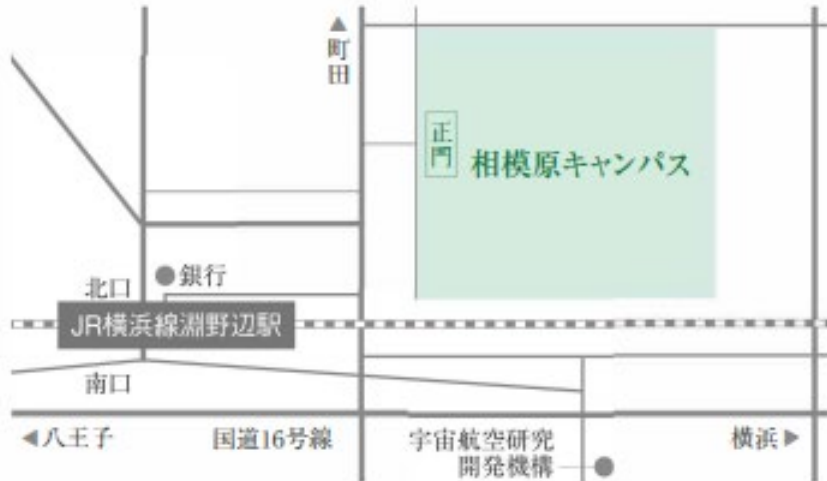 ▲
町田
正門
相模原キャンパス
北口
●銀行
JR横浜線淵野辺駅
南口
◀八王子
国道16号線
宇宙航空研究
開発機構
横浜▶